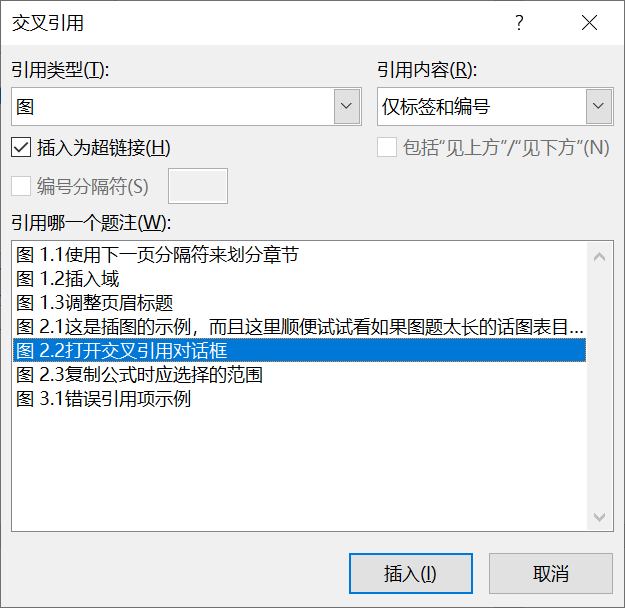 交叉引用
?
引用类型(T):
引用内容(R):
图
仅标签和编号
插入为超链接(H)
包括“见上方”/“见下方”(N)
编号分隔符(S)
引用哪一个题注(W):
图 1.1使用下一页分隔符来划分章节
图 1.2插入域
图 1.3调整页眉标题
图 2.1这是插图的示例，而且这里顺便试试看如果图题太长的话图表目...
图 2.2打开交叉引用对话框
图 2.3复制公式时应选择的范围
图 3.1错误引用项示例
插入(I)
取消